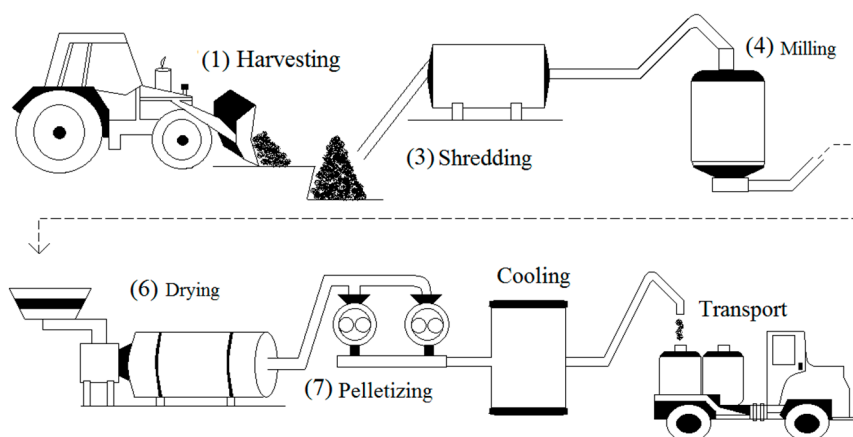 (1) Harvesting
(4) Milling
(3) Shredding
(6) Drying
Cooling
Transport
(7) Pelletizing